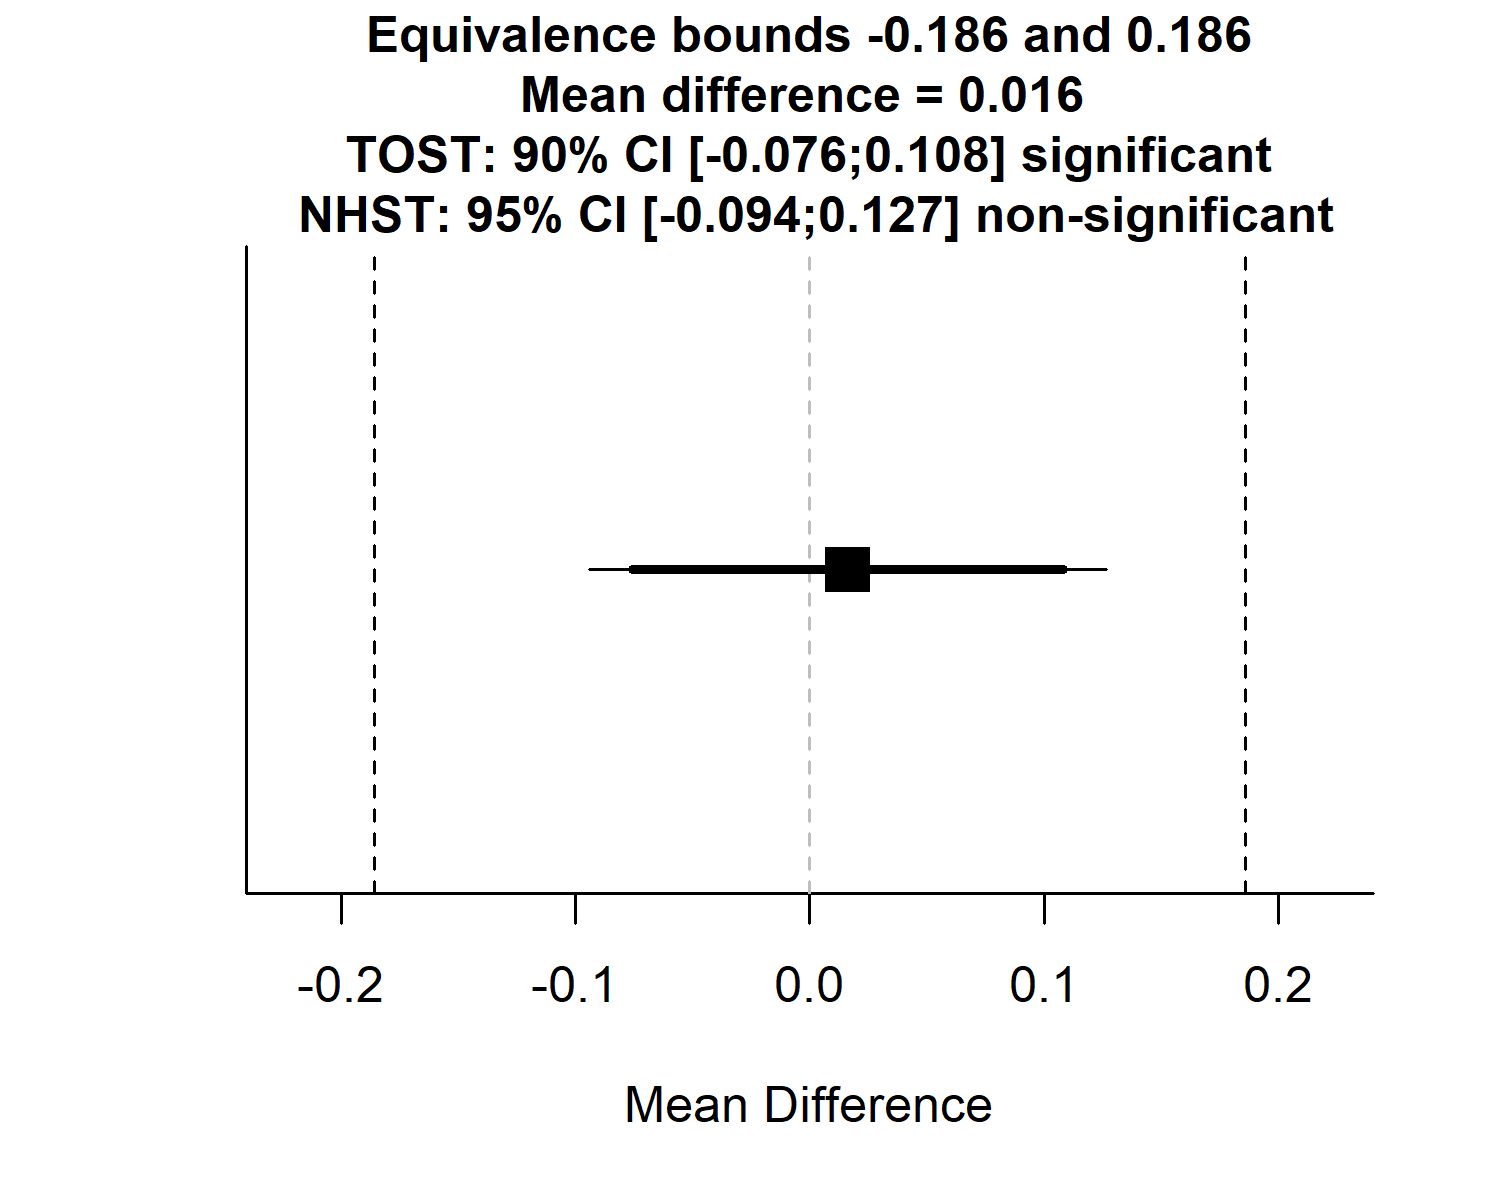 Equivalence bounds -0.186 and 0.186
Mean difference = 0.016
TOST: 90% CI [-0.076;0.108] significant
NHST: 95% CI [-0.094;0.127] non-significant
-0.2 -0.1 0.0 0.1 0.2
Mean Difference